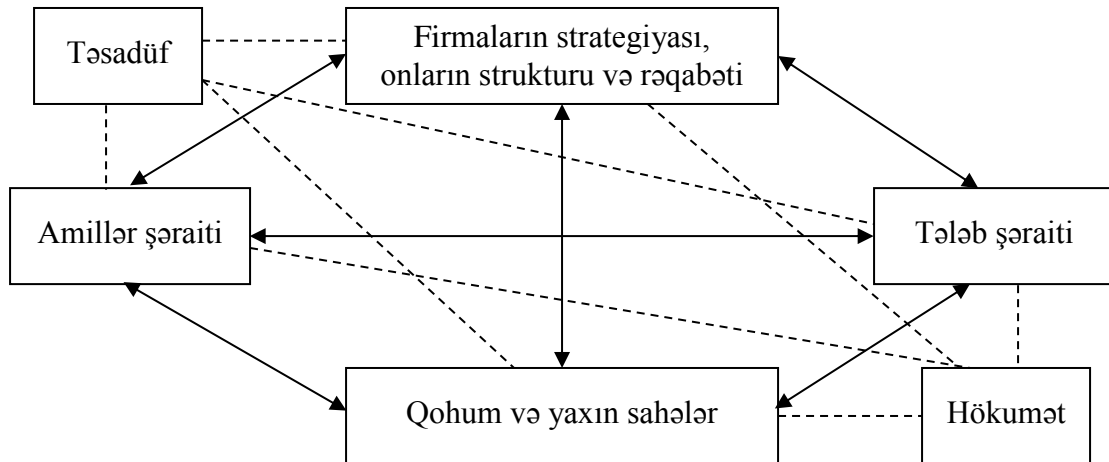 Təsadüf
Firmaların strategiyası,
onların strukturu və rəqabəti
Amillər şəraiti
Tələb şəraiti
Qohum və yaxın sahələr
Hökumət